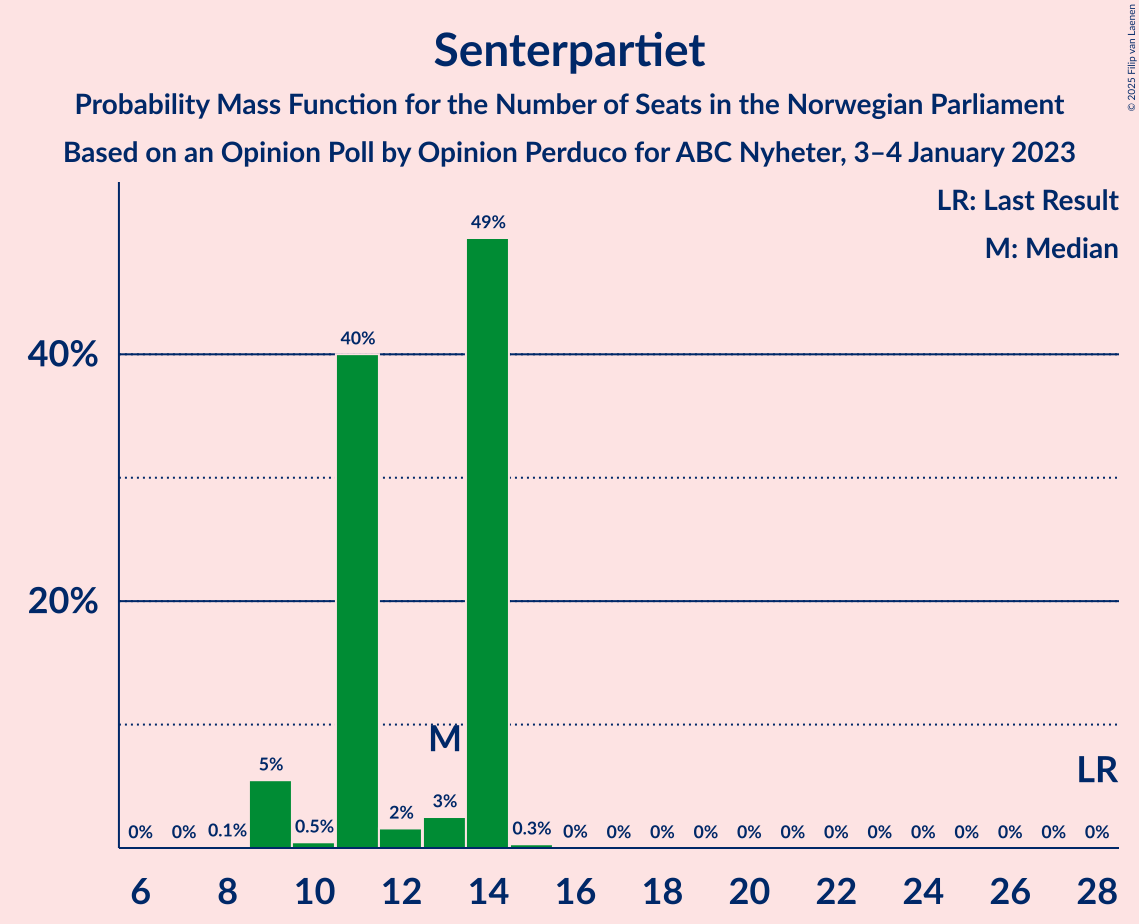 Senterpartiet
Probability Mass Function for the Number of Seats in the Norwegian Parliament
Based on an Opinion Poll by Opinion Perduco for ABC Nyheter, 3–4 January 2023
© 2025 Filip van Laenen
LR: Last Result
M: Median
49%
40%
40%
20%
M
LR
5%
3%
2%
0% 0% 0.1% 0.5% 0.3% 0% 0% 0% 0% 0% 0% 0% 0% 0% 0% 0% 0% 0%
6 8 10 12 14 16 18 20 22 24 26 28